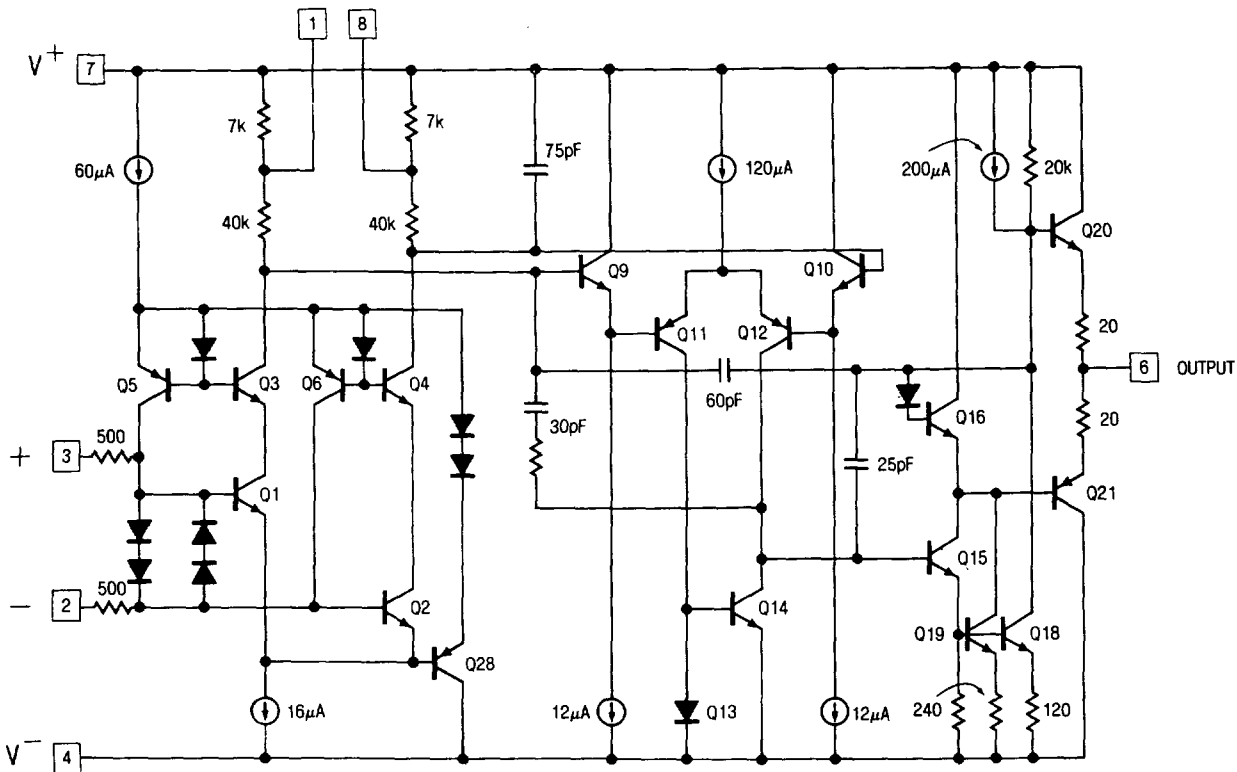 1 8
V+ 7
7k 7k
60μA 75pF 120μA 200μA 20k
40k 40k
Q20
Q9 Q10
20
Q11 Q12
6 OUTPUT
Q5 Q3 Q6 Q4
60pF Q16
30pF 20
+ 3 500
25pF
Q1 Q21
Q15
- 2 500
Q2 Q14
Q19 Q18
Q28
16μA 12μA Q13 12μA 240 120
V- 4